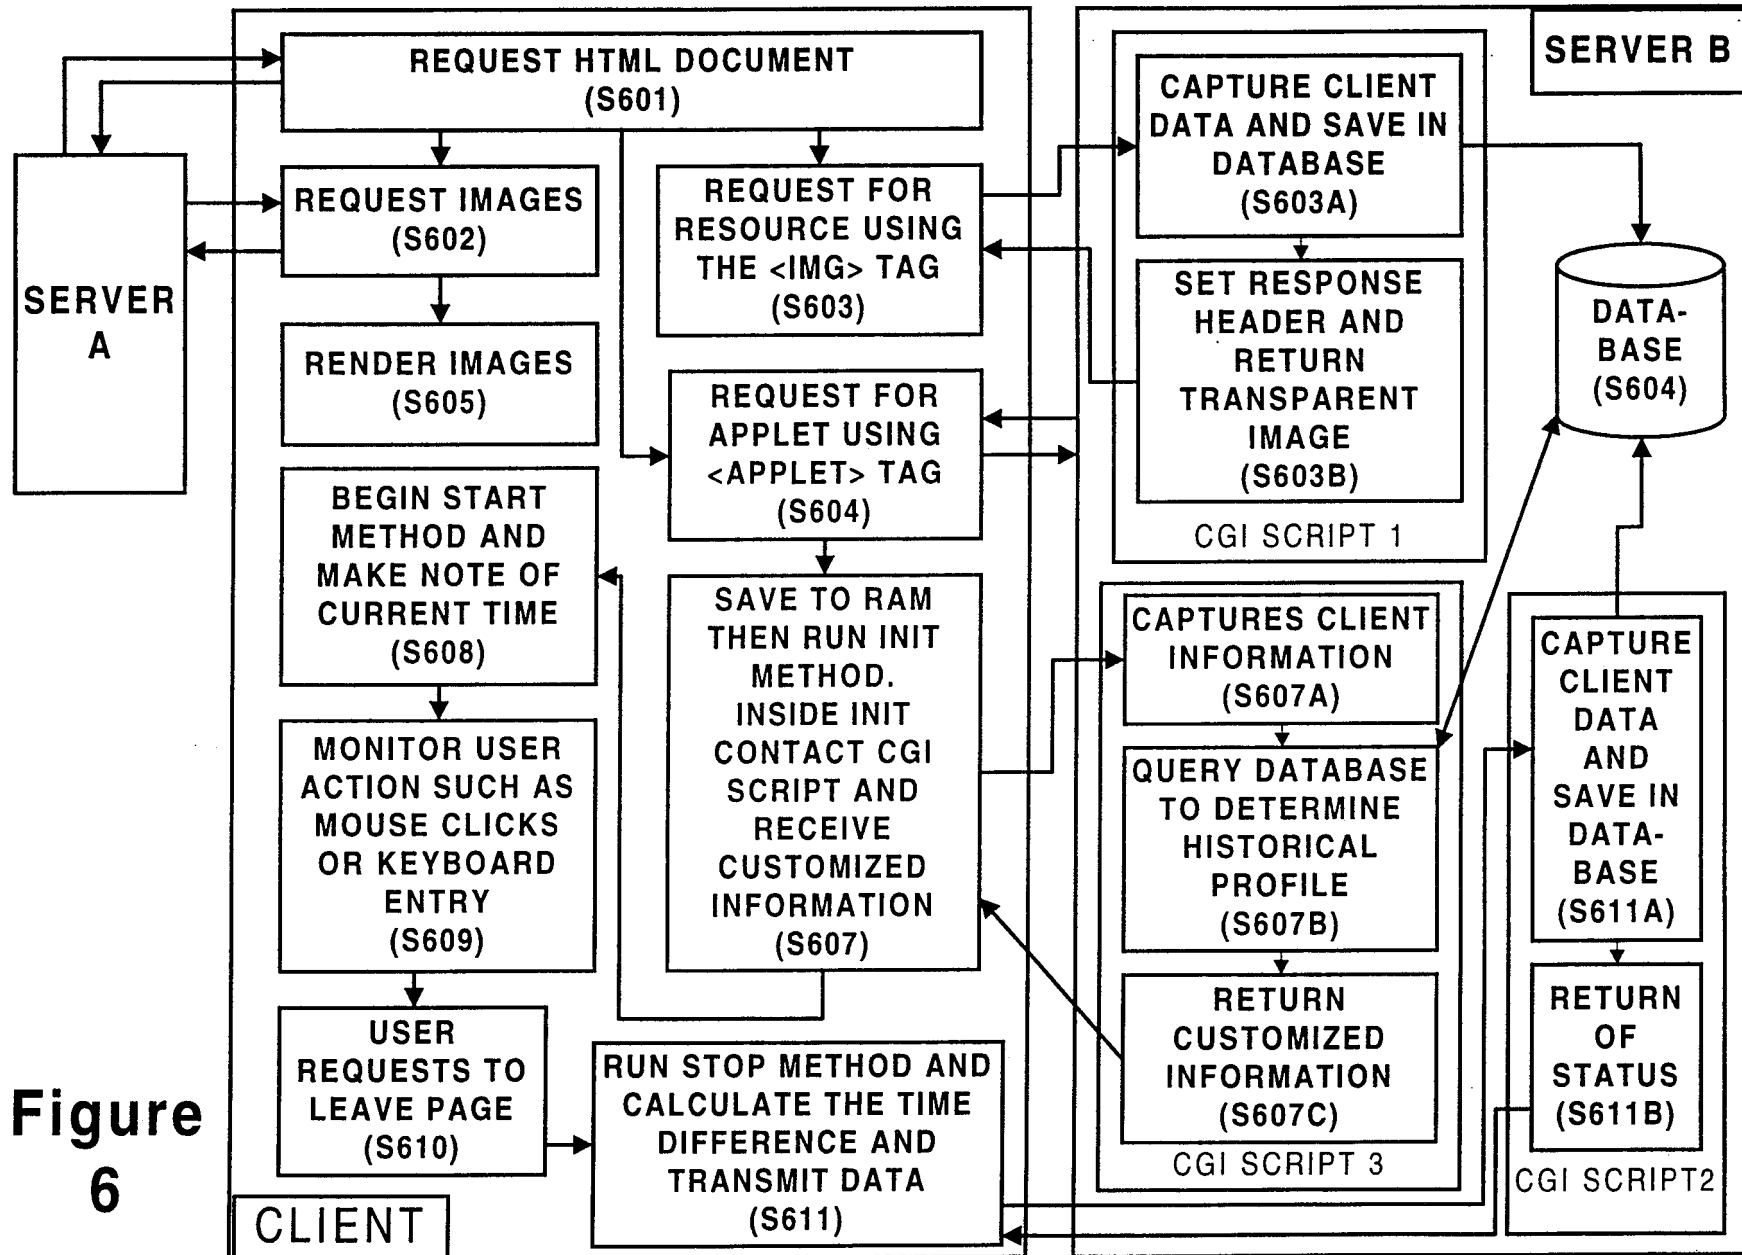 REQUEST HTML DOCUMENT
(S601)
SERVER
A
REQUEST IMAGES
(S602)
RENDER IMAGES
(S605)
REQUEST FOR
RESOURCE USING
THE <IMG> TAG
(S603)
REQUEST FOR
APPLET USING
<APPLET> TAG
(S604)
BEGIN START
METHOD AND
MAKE NOTE OF
CURRENT TIME
(S608)
SAVE TO RAM
THEN RUN INIT
METHOD.
INSIDE INIT
CONTACT CGI
SCRIPT AND
RECEIVE
CUSTOMIZED
INFORMATION
(S607)
MONITOR USER
ACTION SUCH AS
MOUSE CLICKS
OR KEYBOARD
ENTRY
(S609)
USER
REQUESTS TO
LEAVE PAGE
(S610)
RUN STOP METHOD AND
CALCULATE THE TIME
DIFFERENCE AND
TRANSMIT DATA
(S611)
CLIENT
SERVER B
CAPTURE CLIENT
DATA AND SAVE IN
DATABASE
(S603A)
SET RESPONSE
HEADER AND
RETURN
TRANSPARENT
IMAGE
(S603B)
CGI SCRIPT 1
DATA-
BASE
(S604)
CAPTURES CLIENT
INFORMATION
(S607A)
QUERY DATABASE
TO DETERMINE
HISTORICAL
PROFILE
(S607B)
RETURN
CUSTOMIZED
INFORMATION
(S607C)
CGI SCRIPT 3
CAPTURE
CLIENT
DATA
AND
SAVE IN
DATA-
BASE
(S611A)
RETURN
OF
STATUS
(S611B)
CGI SCRIPT2
Figure
6